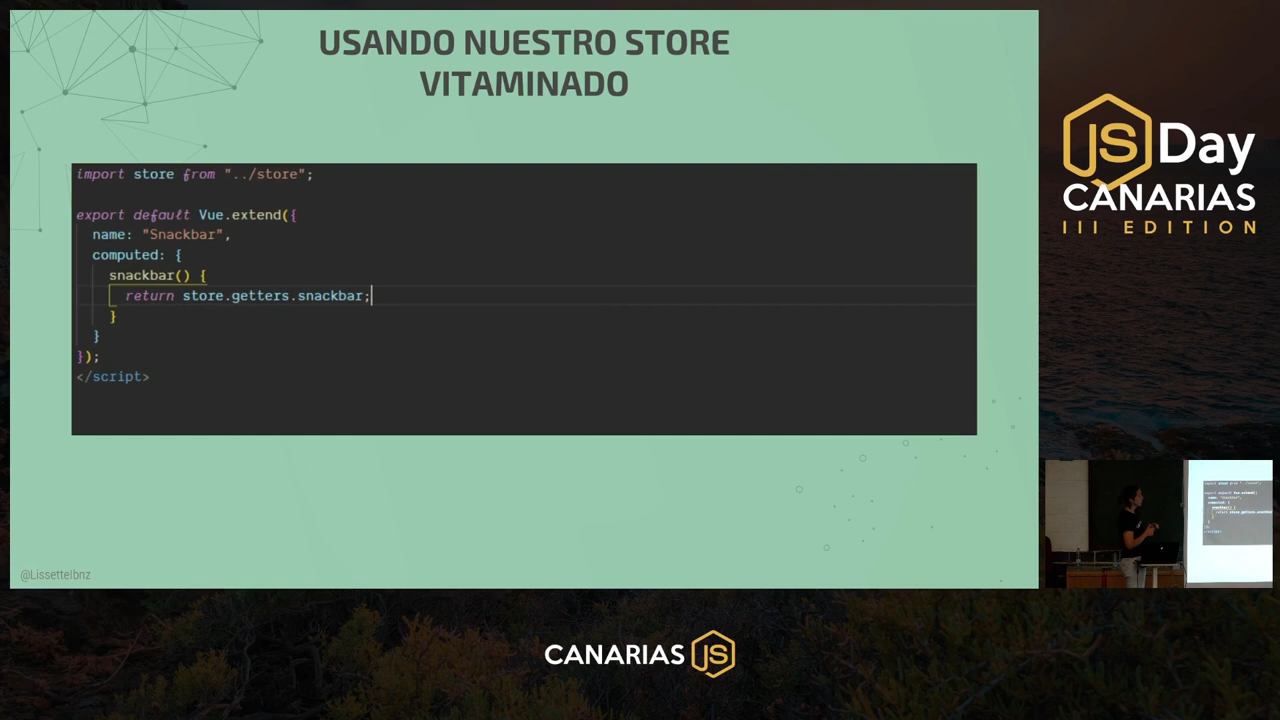 USANDO NUESTRO STORE
VITAMINADO
import store from "../store";
export default Vue.extend({
name: "Snackbar",
computed: {
snackbar() {
return store.getters.snackbar;
}
}
});
</script>
@LissetteIbnz
JS Day
CANARIAS
III EDITION
CANARIAS JS